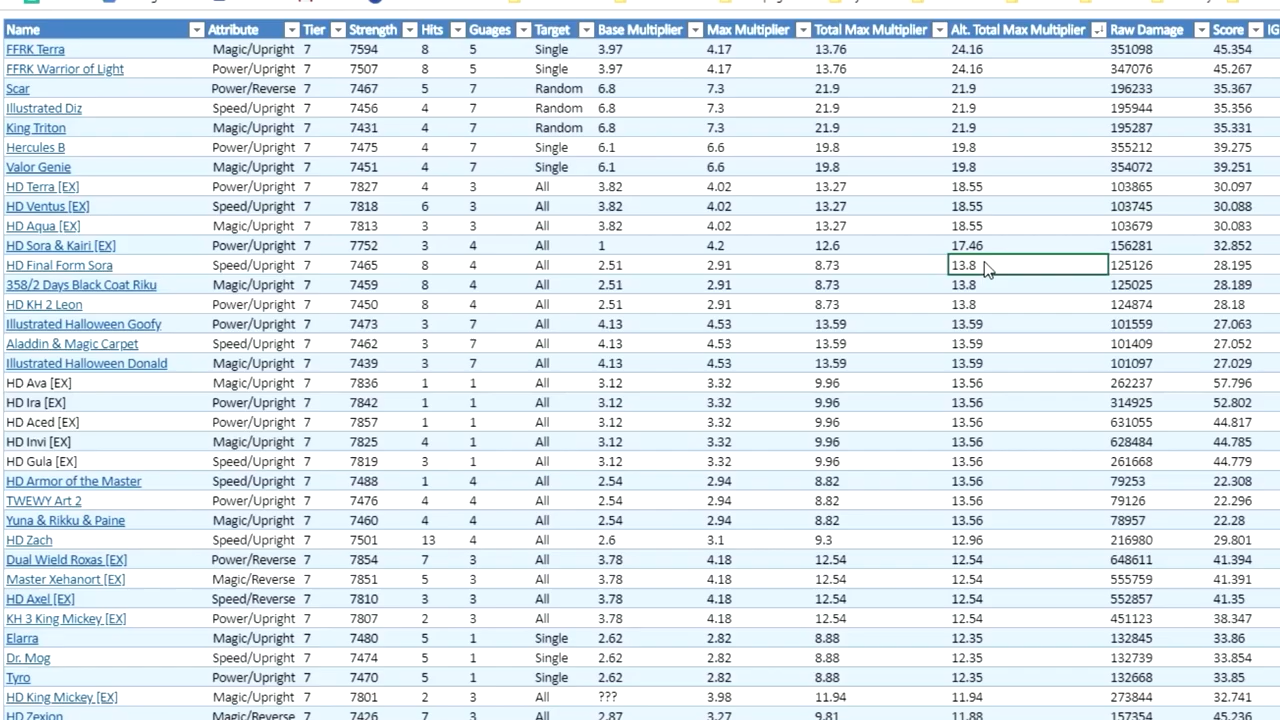 Name Attribute Tier Strength Hits Guages Target Base Multiplier Max Multiplier Total Max Multiplier Alt. Total Max Multiplier Raw Damage Score IG
FFRK Terra Magic/Upright 7 7594 8 5 Single 3.97 4.17 13.76 24.16 351098 45.354
FFRK Warrior of Light Power/Upright 7 7507 8 5 Single 3.97 4.17 13.76 24.16 347076 45.267
Scar Power/Reverse 7 7467 5 7 Random 6.8 7.3 21.9 21.9 196233 35.367
Illustrated Diz Speed/Upright 7 7456 4 7 Random 6.8 7.3 21.9 21.9 195944 35.356
King Triton Magic/Upright 7 7431 4 7 Random 6.8 7.3 21.9 21.9 195287 35.331
Hercules B Power/Upright 7 7475 4 7 Single 6.1 6.6 19.8 19.8 355212 39.275
Valor Genie Magic/Upright 7 7451 4 7 Single 6.1 6.6 19.8 19.8 354072 39.251
HD Terra [EX] Power/Upright 7 7827 4 3 All 3.82 4.02 13.27 18.55 103865 30.097
HD Ventus [EX] Speed/Upright 7 7818 6 3 All 3.82 4.02 13.27 18.55 103745 30.088
HD Aqua [EX] Magic/Upright 7 7813 3 3 All 3.82 4.02 13.27 18.55 103679 30.083
HD Sora & Kairi [EX] Power/Upright 7 7752 3 4 All 1 4.2 12.6 17.46 156281 32.852
HD Final Form Sora Speed/Upright 7 7465 8 4 All 2.51 2.91 8.73 13.8 125126 28.195
358/2 Days Black Coat Riku Magic/Upright 7 7459 8 4 All 2.51 2.91 8.73 13.8 125025 28.189
HD KH 2 Leon Power/Upright 7 7450 8 4 All 2.51 2.91 8.73 13.8 124874 28.18
Illustrated Halloween Goofy Power/Upright 7 7473 3 7 All 4.13 4.53 13.59 13.59 101559 27.063
Aladdin & Magic Carpet Speed/Upright 7 7462 3 7 All 4.13 4.53 13.59 13.59 101409 27.052
Illustrated Halloween Donald Magic/Upright 7 7439 3 7 All 4.13 4.53 13.59 13.59 101097 27.029
HD Ava [EX] Magic/Upright 7 7836 1 1 All 3.12 3.32 9.96 13.56 262237 57.796
HD Ira [EX] Power/Upright 7 7842 1 1 All 3.12 3.32 9.96 13.56 314925 52.802
HD Aced [EX] Power/Upright 7 7857 1 1 All 3.12 3.32 9.96 13.56 631055 44.817
HD Invi [EX] Magic/Upright 7 7825 4 1 All 3.12 3.32 9.96 13.56 628484 44.785
HD Gula [EX] Speed/Upright 7 7819 3 1 All 3.12 3.32 9.96 13.56 261668 44.779
HD Armor of the Master Speed/Upright 7 7488 1 4 All 2.54 2.94 8.82 13.56 79253 22.308
TWEWY Art 2 Power/Upright 7 7476 4 4 All 2.54 2.94 8.82 13.56 79126 22.296
Yuna & Rikku & Paine Magic/Upright 7 7460 4 4 All 2.54 2.94 8.82 13.56 78957 22.28
HD Zach Speed/Upright 7 7501 13 4 All 2.6 3.1 9.3 12.96 216980 29.801
Dual Wield Roxas [EX] Power/Reverse 7 7854 7 3 All 3.78 4.18 12.54 12.54 648611 41.394
Master Xehanort [EX] Magic/Reverse 7 7851 5 3 All 3.78 4.18 12.54 12.54 555759 41.391
HD Axel [EX] Speed/Reverse 7 7810 3 3 All 3.78 4.18 12.54 12.54 552857 41.35
KH 3 King Mickey [EX] Power/Upright 7 7807 2 3 All 3.78 4.18 12.54 12.54 451123 38.347
Elarra Magic/Upright 7 7480 5 1 Single 2.62 2.82 8.88 12.35 132845 33.86
Dr. Mog Speed/Upright 7 7474 5 1 Single 2.62 2.82 8.88 12.35 132739 33.854
Tyro Power/Upright 7 7470 5 1 Single 2.62 2.82 8.88 12.35 132668 33.85
HD King Mickey [EX] Magic/Upright 7 7801 2 3 All ??? 3.98 11.94 11.94 273844 32.741
HD Zexion Magic/Reverse 7 7426 7 3 All 2.87 3.27 9.81 11.88 157354 45.236